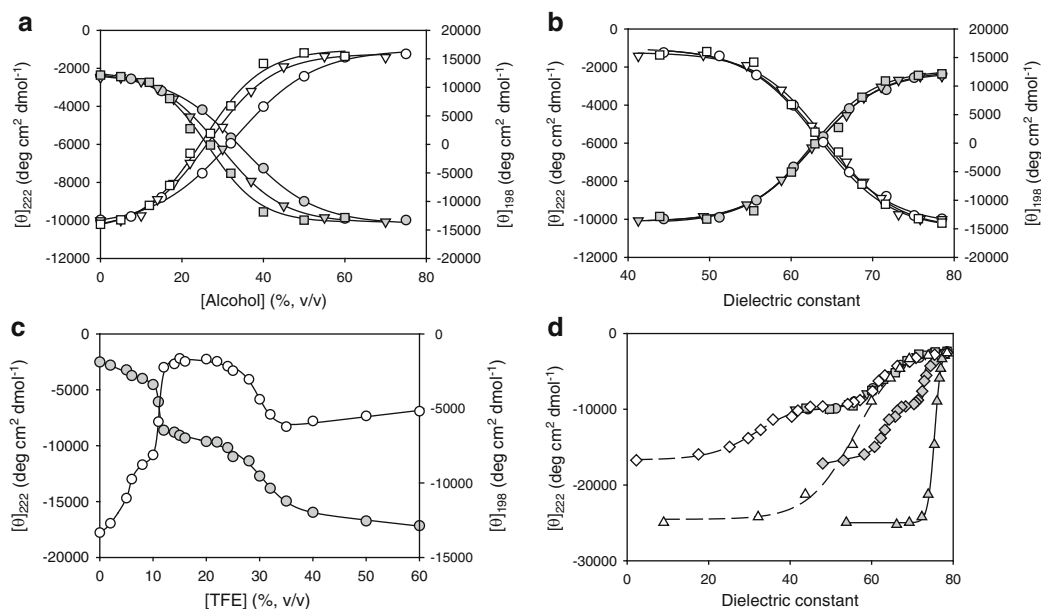 a
0
-2000
-4000
-6000
-8000
-10000
-12000
[θ]222 (deg cm2 dmol-1)
20000
15000
10000
5000
0
-5000
-10000
-15000
-20000
[θ]198 (deg cm2 dmol-1)
0 20 40 60 80
[Alcohol] (%, v/v)
b
0
-2000
-4000
-6000
-8000
-10000
-12000
[θ]222 (deg cm2 dmol-1)
20000
15000
10000
5000
0
-5000
-10000
-15000
-20000
[θ]198 (deg cm2 dmol-1)
40 50 60 70 80
Dielectric constant
c
0
-5000
-10000
-15000
-20000
[θ]222 (deg cm2 dmol-1)
0
-5000
-10000
-15000
[θ]198 (deg cm2 dmol-1)
0 10 20 30 40 50 60
[TFE] (%, v/v)
d
0
-10000
-20000
-30000
[θ]222 (deg cm2 dmol-1)
0 20 40 60 80
Dielectric constant